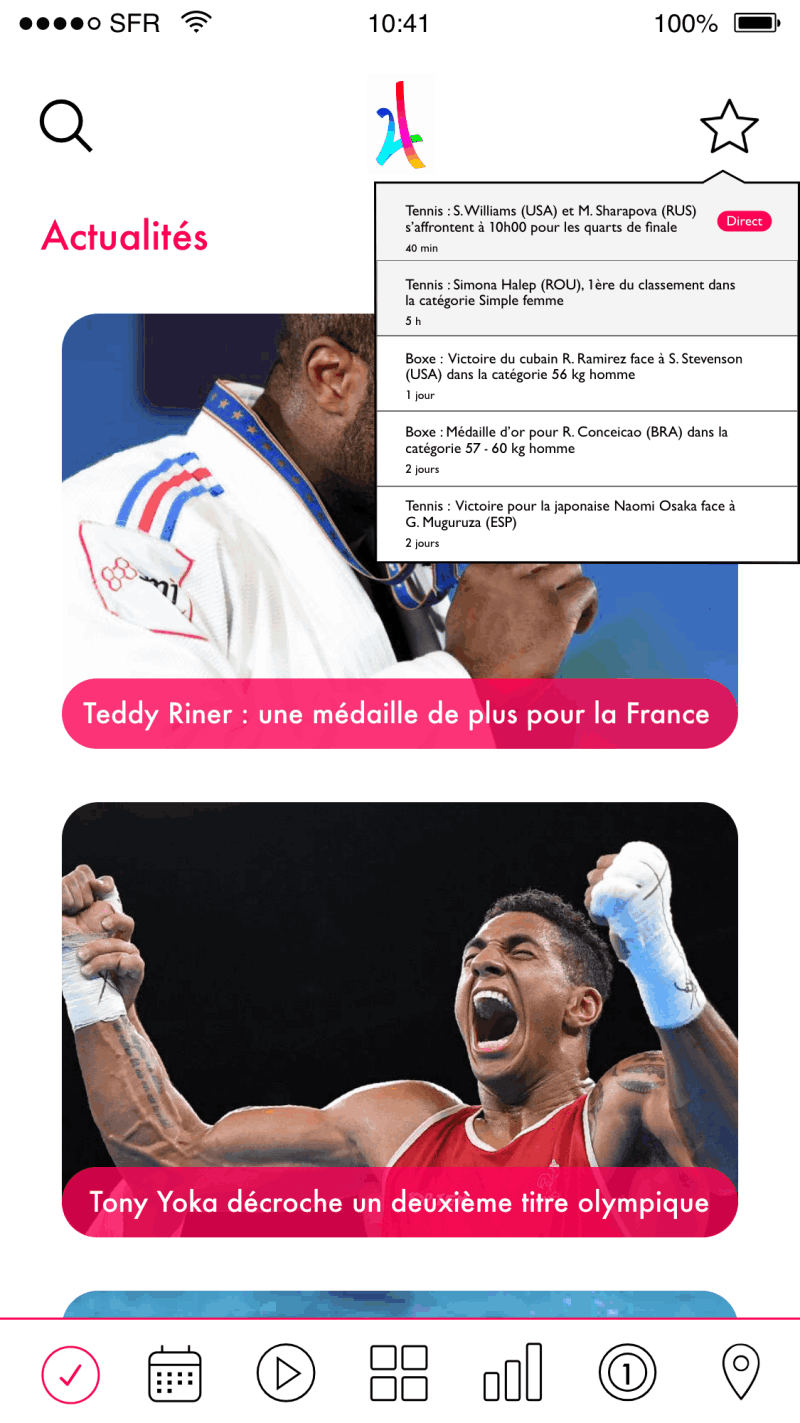 SFR
10:41
100%
Actualités
Tennis : S.Williams (USA) et M. Sharapova (RUS)
s’affrontent à 10h00 pour les quarts de finale
Direct
40 min
Tennis : Simona Halep (ROU), 1ère du classement dans
la catégorie Simple femme
5 h
Boxe : Victoire du cubain R. Ramirez face à S. Stevenson
(USA) dans la catégorie 56 kg homme
1 jour
Boxe : Médaille d’or pour R. Conceicao (BRA) dans la
catégorie 57 - 60 kg homme
2 jours
Tennis : Victoire pour la japonaise Naomi Osaka face à
G. Muguruza (ESP)
2 jours
Teddy Riner : une médaille de plus pour la France
Tony Yoka décroche un deuxième titre olympique
1